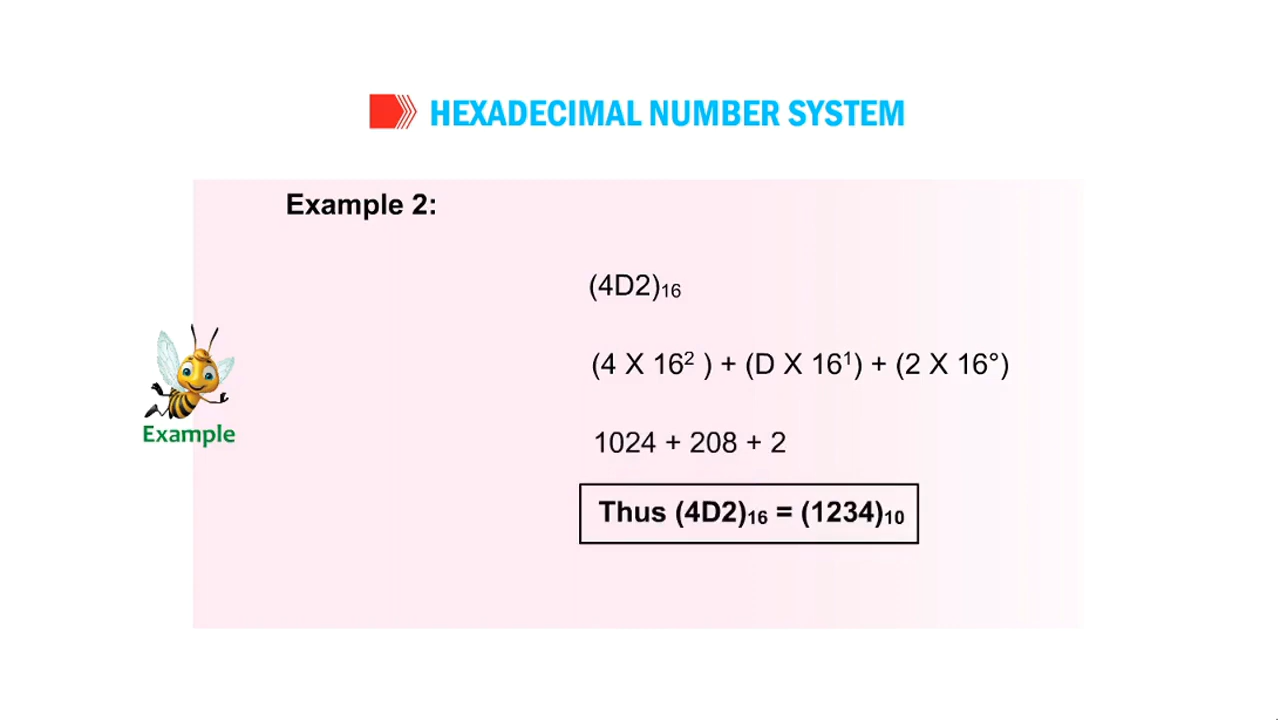 HEXADECIMAL NUMBER SYSTEM
Example 2:
(4D2)₁₆
(4 X 16² ) + (D X 16¹) + (2 X 16°)
Example
1024 + 208 + 2
Thus (4D2)₁₆ = (1234)₁₀